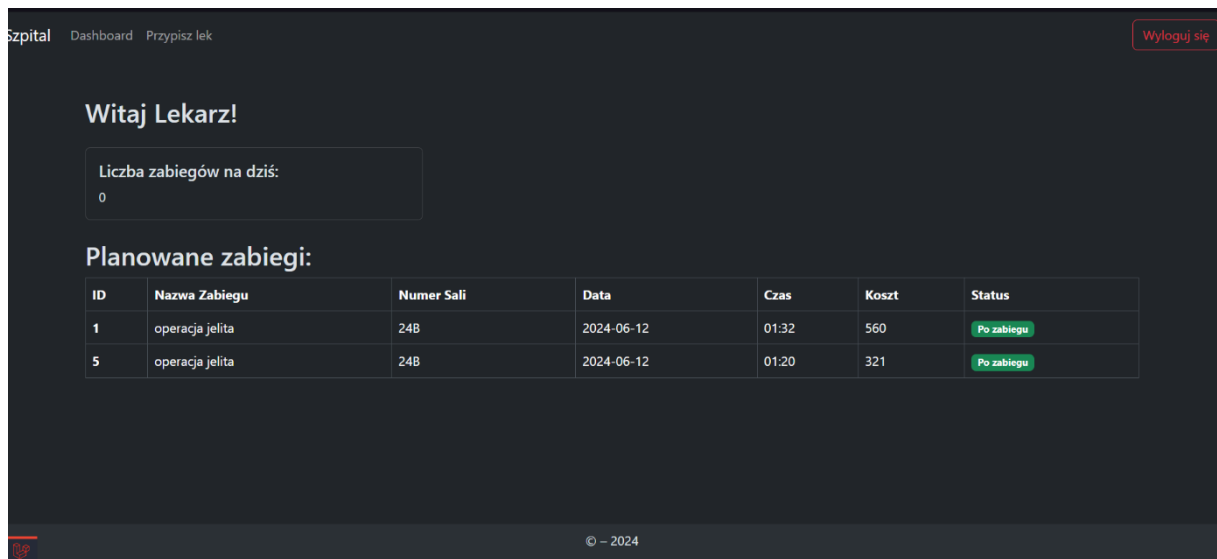 Szpital Dashboard Przypisz lek Wyloguj się
Witaj Lekarz!
Liczba zabiegów na dziś:
0
Planowane zabiegi:
ID Nazwa Zabiegu Numer Sali Data Czas Koszt Status
1 operacja jelita 24B 2024-06-12 01:32 560 Po zabiegu
5 operacja jelita 24B 2024-06-12 01:20 321 Po zabiegu
© – 2024